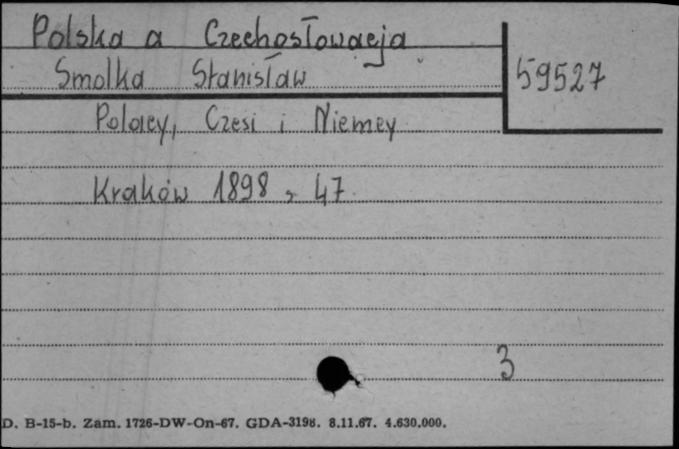 Polska a Czechosłowacja
Smolka Stanisław
59527
Polacy, Czesi i Niemcy
Kraków 1898, 47
3
D. B-15-b. Zam. 1726-DW-On-67. GDA-3198. 8.11.67. 4.630.000.